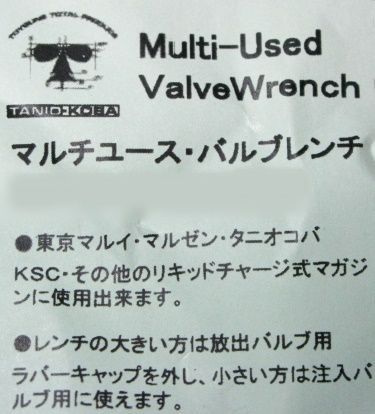 TOYOLINE TOTAL PRODUCE
TANIO・KOBA
Multi-Used
ValveWrench
マルチユース・バルブレンチ
●東京マルイ・マルゼン・タニオコバ
KSC・その他のリキッドチャージ式マガジ
ンに使用出来ます。
●レンチの大きい方は放出バルブ用
ラバーキャップを外し、小さい方は注入バ
ルブ用に使えます。